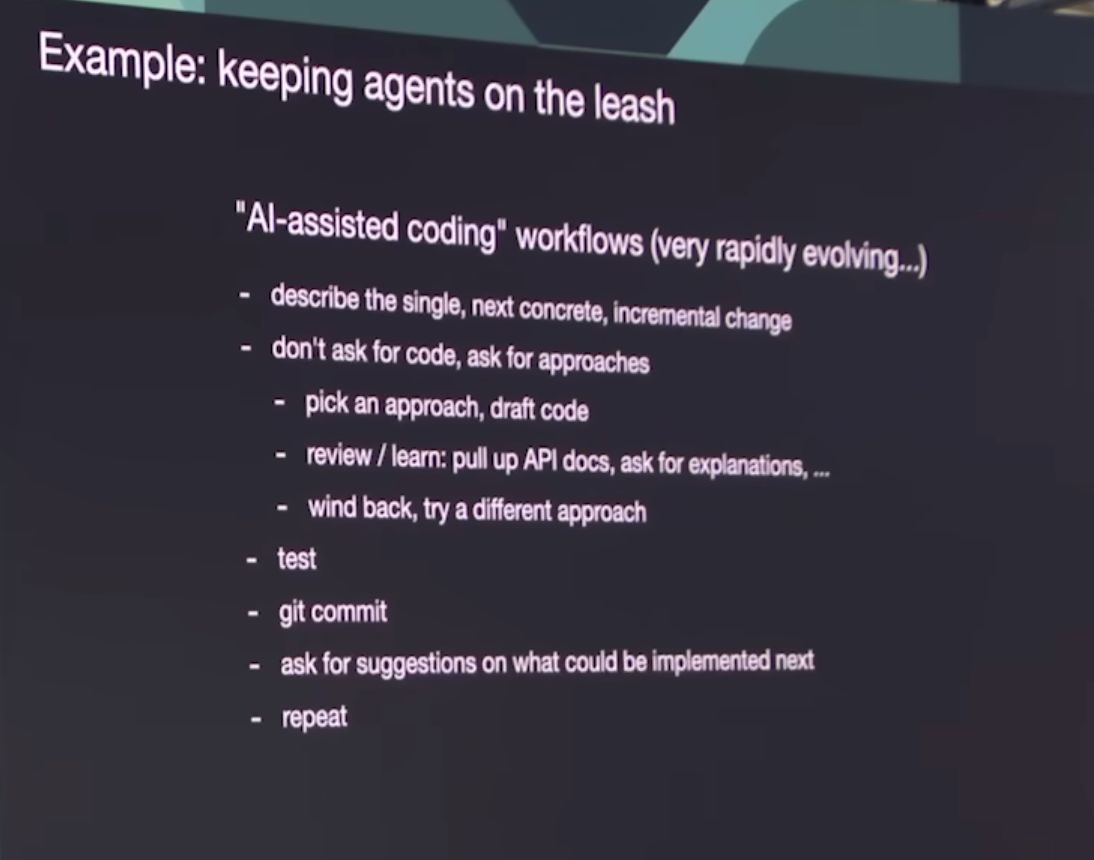 Example: keeping agents on the leash
"AI-assisted coding" workflows (very rapidly evolving...)
- describe the single, next concrete, incremental change
- don't ask for code, ask for approaches
- pick an approach, draft code
- review / learn: pull up API docs, ask for explanations, ...
- wind back, try a different approach
- test
- git commit
- ask for suggestions on what could be implemented next
- repeat